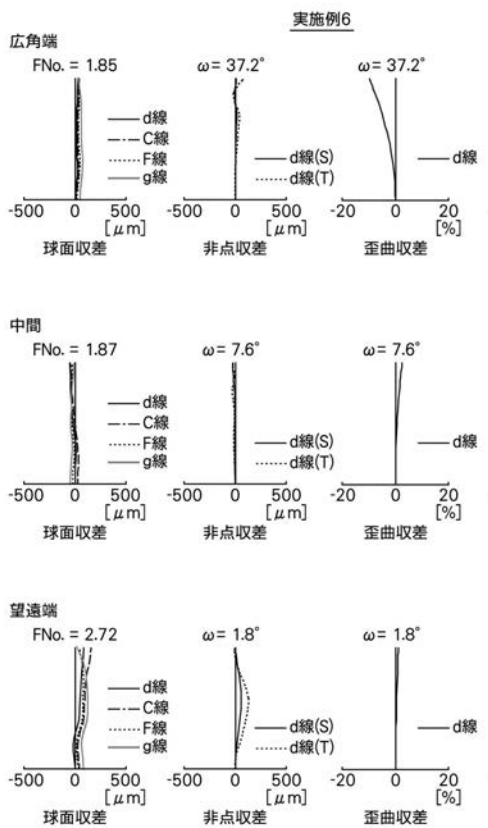 実施例6
広角端
FNo. = 1.85
ω= 37.2°
ω= 37.2°
d線
C線
F線
g線
d線(S)
d線(T)
d線
-500 0 500
[μm]
球面収差
-500 0 500
[μm]
非点収差
-20 0 20
[%]
歪曲収差
中間
FNo. = 1.87
ω= 7.6°
ω= 7.6°
d線
C線
F線
g線
d線(S)
d線(T)
d線
-500 0 500
[μm]
球面収差
-500 0 500
[μm]
非点収差
-20 0 20
[%]
歪曲収差
望遠端
FNo. = 2.72
ω= 1.8°
ω= 1.8°
d線
C線
F線
g線
d線(S)
d線(T)
d線
-500 0 500
[μm]
球面収差
-500 0 500
[μm]
非点収差
-20 0 20
[%]
歪曲収差